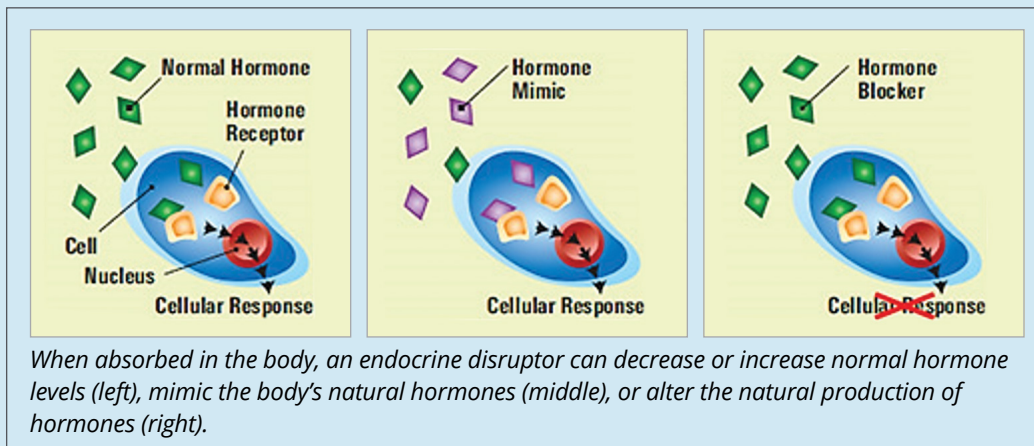 Normal Hormone
Hormone
Receptor
Cell
Nucleus
Cellular Response
Hormone
Mimic
Cellular Response
Hormone
Blocker
Cellular Response
When absorbed in the body, an endocrine disruptor can decrease or increase normal hormone
levels (left), mimic the body’s natural hormones (middle), or alter the natural production of
hormones (right).